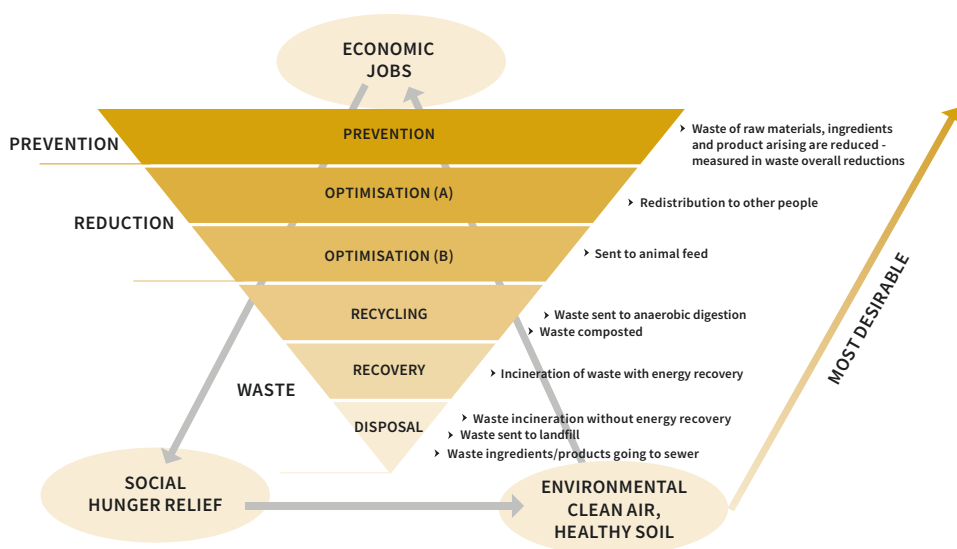 ECONOMIC
JOBS
PREVENTION
PREVENTION
Waste of raw materials, ingredients
and product arising are reduced -
measured in waste overall reductions
OPTIMISATION (A)
Redistribution to other people
REDUCTION
OPTIMISATION (B)
Sent to animal feed
RECYCLING
Waste sent to anaerobic digestion
Waste composted
MOST DESIRABLE
RECOVERY
Incineration of waste with energy recovery
WASTE
DISPOSAL
Waste incineration without energy recovery
Waste sent to landfill
Waste ingredients/products going to sewer
SOCIAL
HUNGER RELIEF
ENVIRONMENTAL
CLEAN AIR,
HEALTHY SOIL